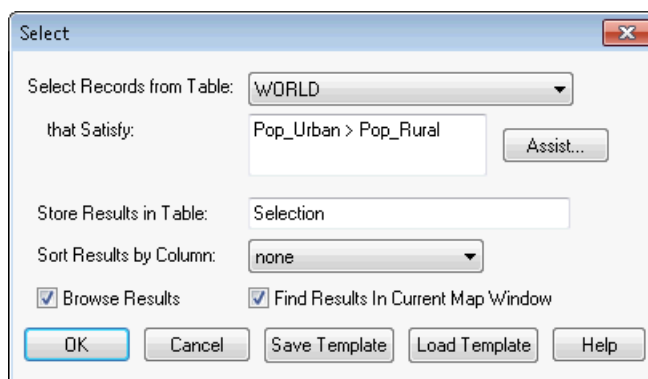 Select
Select Records from Table: WORLD
that Satisfy: Pop_Urban > Pop_Rural
Assist...
Store Results in Table: Selection
Sort Results by Column: none
Browse Results Find Results In Current Map Window
OK Cancel Save Template Load Template Help